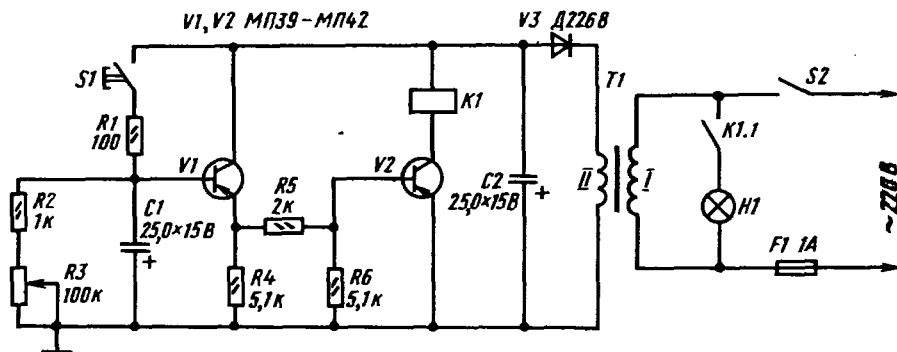 V1, V2 МП39-МП42
V3 Д226В
S1
R1
100
V1
R2
1к
C1
25,0×15В
+
R3
100к
R5
2к
R4
5,1к
R6
5,1к
V2
K1
C2
25,0×15В
+
T1
II
I
S2
K1.1
H1
F1 1А
~220В